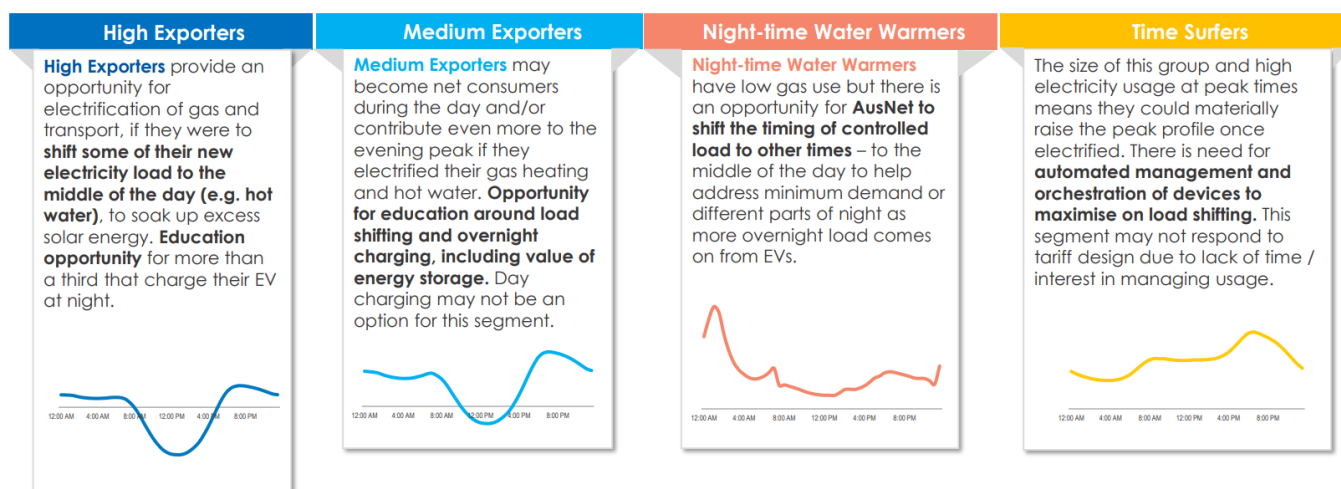 High Exporters
High Exporters provide an
opportunity for
electrification of gas and
transport, if they were to
shift some of their new
electricity load to the
middle of the day (e.g. hot
water), to soak up excess
solar energy. Education
opportunity for more than
a third that charge their EV
at night.
12:00 AM 4:00 AM 8:00 AM 12:00 PM 4:00 PM 8:00 PM
Medium Exporters
Medium Exporters may
become net consumers
during the day and/or
contribute even more to the
evening peak if they
electrified their gas heating
and hot water. Opportunity
for education around load
shifting and overnight
charging, including value of
energy storage. Day
charging may not be an
option for this segment.
12:00 AM 4:00 AM 8:00 AM 12:00 PM 4:00 PM 8:00 PM
Night-time Water Warmers
Night-time Water Warmers
have low gas use but there is
an opportunity for AusNet to
shift the timing of controlled
load to other times – to the
middle of the day to help
address minimum demand or
different parts of night as
more overnight load comes
on from EVs.
12:00 AM 4:00 AM 8:00 AM 12:00 PM 4:00 PM 8:00 PM
Time Surfers
The size of this group and high
electricity usage at peak times
means they could materially
raise the peak profile once
electrified. There is need for
automated management and
orchestration of devices to
maximise on load shifting. This
segment may not respond to
tariff design due to lack of time /
interest in managing usage.
12:00 AM 4:00 AM 8:00 AM 12:00 PM 4:00 PM 8:00 PM